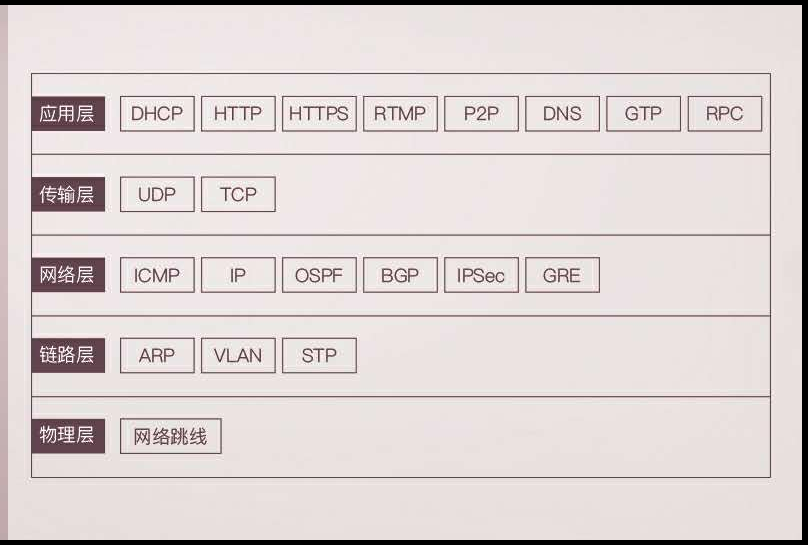 应用层 DHCP HTTP HTTPS RTMP P2P DNS GTP RPC
传输层 UDP TCP
网络层 ICMP IP OSPF BGP IPSec GRE
链路层 ARP VLAN STP
物理层 网络跳线